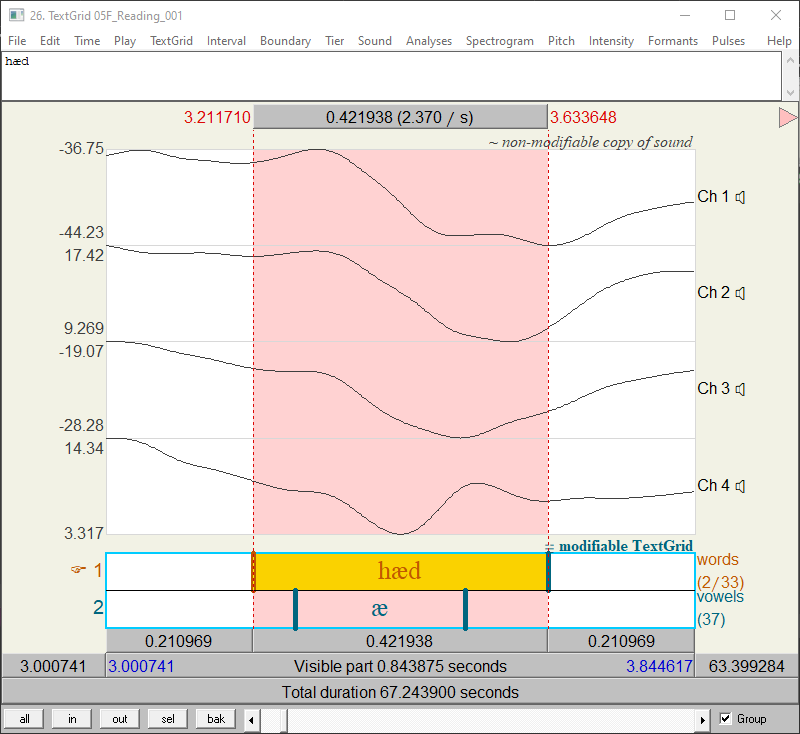 26. TextGrid 05F_Reading_001
File Edit Time Play TextGrid Interval Boundary Tier Sound Analyses Spectrogram Pitch Intensity Formants Pulses Help
hæd
3.211710 0.421938 (2.370 / s) 3.633648
~ non-modifiable copy of sound
-36.75
Ch 1
-44.23
17.42
Ch 2
9.269
-19.07
Ch 3
-28.28
14.34
Ch 4
3.317
= modifiable TextGrid
☞ 1 hæd words
(2/33)
2 æ vowels
(37)
0.210969 0.421938 0.210969
3.000741 3.000741 Visible part 0.843875 seconds 3.844617 63.399284
Total duration 67.243900 seconds
all in out sel bak Group